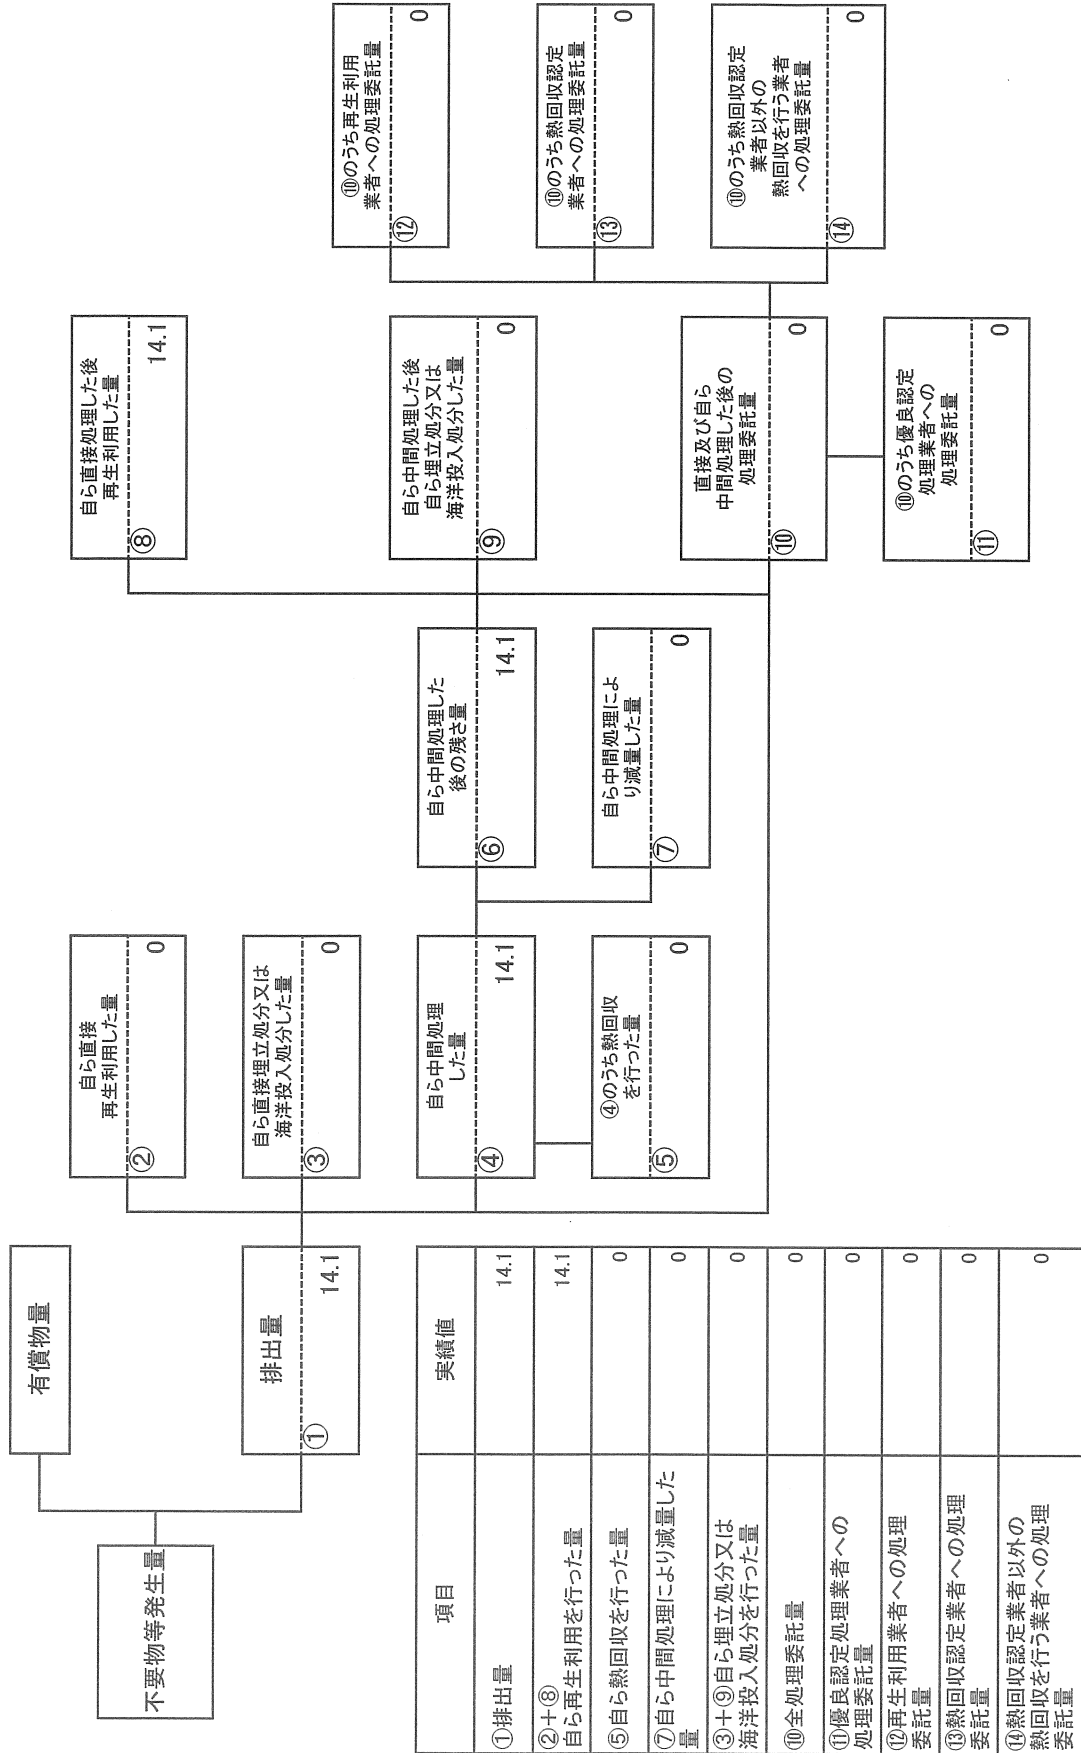 不要物等発生量
有償物量
排出量
①
14.1
自ら直接
再生利用した量
②
0
自ら直接埋立処分又は
海洋投入処分した量
③
0
自ら中間処理
した量
④
14.1
④のうち熱回収
を行った量
⑤
0
自ら中間処理した
後の残さ量
⑥
14.1
自ら中間処理によ
り減量した量
⑦
0
自ら直接処理した後
再生利用した量
⑧
14.1
自ら中間処理した後
自ら埋立処分又は
海洋投入処分した量
⑨
0
直接及び自ら
中間処理した後の
処理委託量
⑩
0
⑩のうち優良認定
処理業者への
処理委託量
⑪
0
⑩のうち再生利用
業者への処理委託量
⑫
0
⑩のうち熱回収認定
業者への処理委託量
⑬
0
⑩のうち熱回収認定
業者以外の
熱回収を行う業者
への処理委託量
⑭
0
項目 実績値
①排出量 14.1
②+⑧
自ら再生利用を行った量 14.1
⑤自ら熱回収を行った量 0
⑦自ら中間処理により減量した
量 0
③+⑨自ら埋立処分又は
海洋投入処分を行った量 0
⑩全処理委託量 0
⑪優良認定処理業者への
処理委託量 0
⑫再生利用業者への処理
委託量 0
⑬熱回収認定業者への処理
委託量 0
⑭熱回収認定業者以外の
熱回収を行う業者への処理
委託量 0